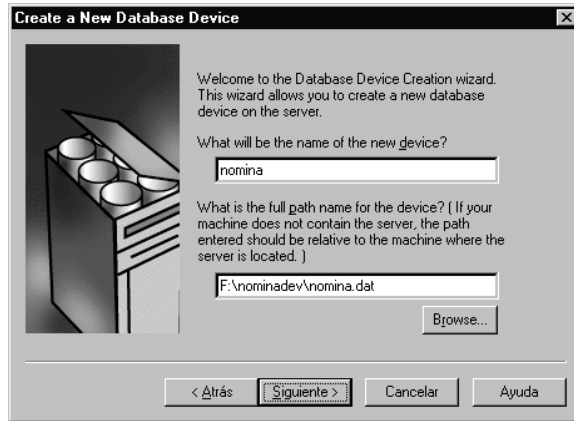 Create a New Database Device
Welcome to the Database Device Creation wizard.
This wizard allows you to create a new database
device on the server.
What will be the name of the new device?
nomina
What is the full path name for the device? ( If your
machine does not contain the server, the path
entered should be relative to the machine where the
server is located. )
F:\nominadev\nomina.dat
Browse...
< Atrás
Siguiente >
Cancelar
Ayuda